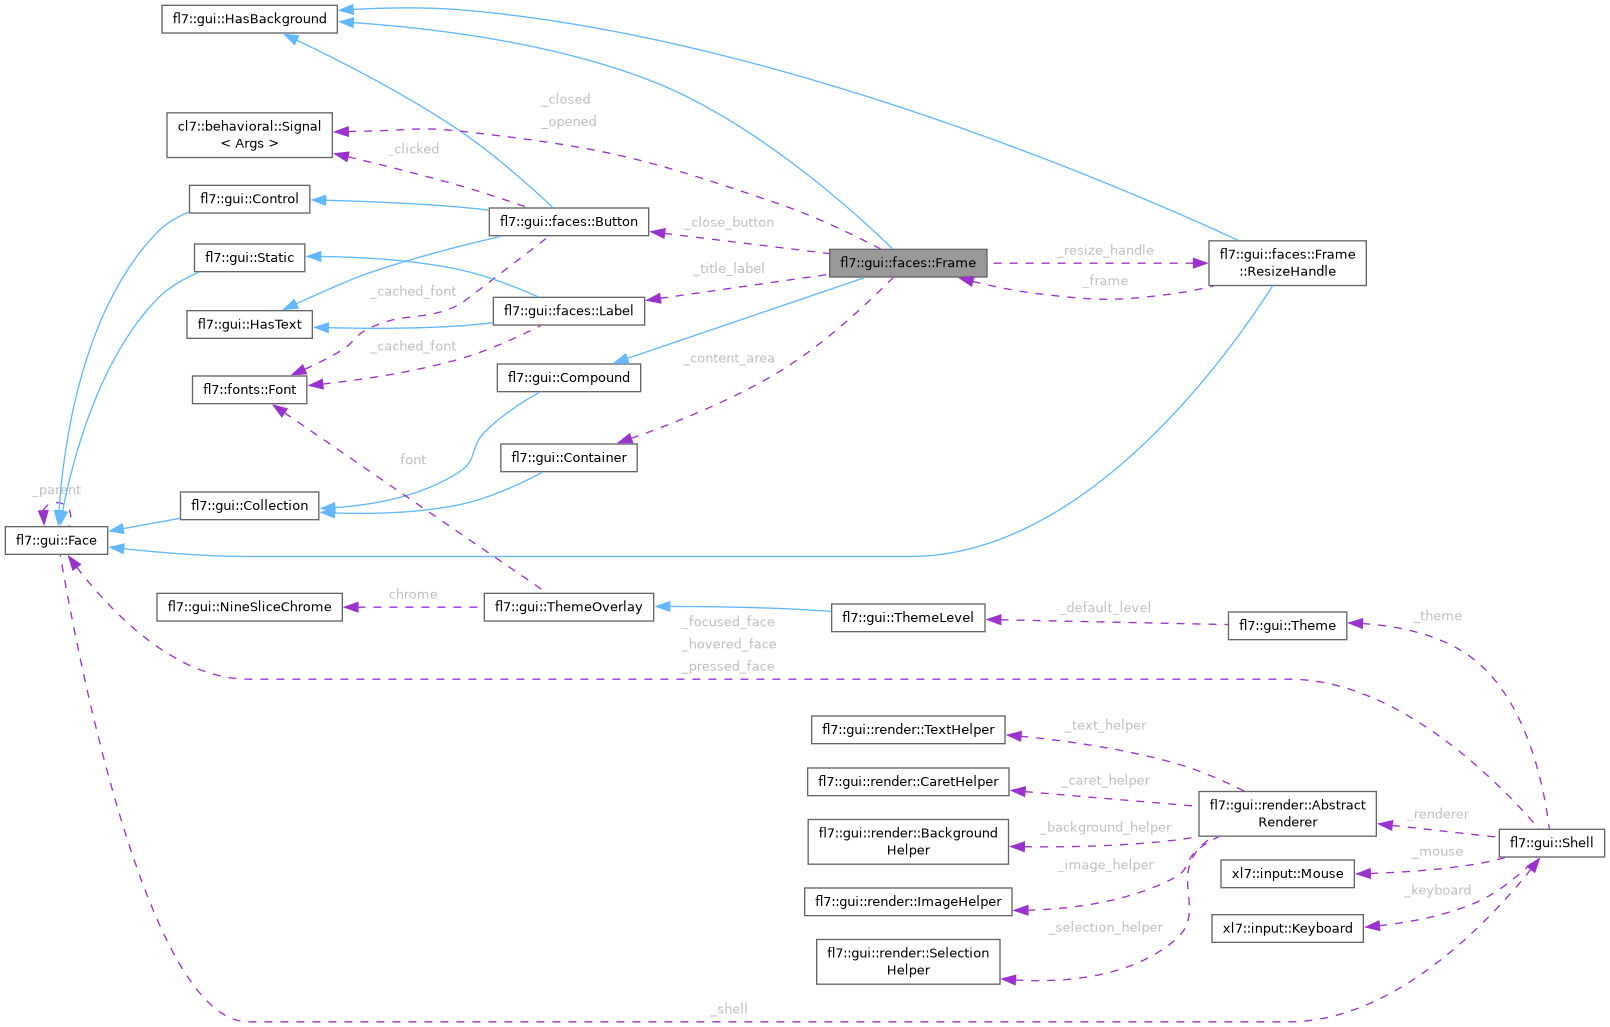 fl7::gui::HasBackground
_closed
_opened
cl7::behavioral::Signal
< Args >
_clicked
fl7::gui::Control
fl7::gui::faces::Button
_close_button
fl7::gui::Static
fl7::gui::faces::Frame
_resize_handle
fl7::gui::faces::Frame
::ResizeHandle
_title_label
_frame
_cached_font
fl7::gui::faces::Label
fl7::gui::HasText
_cached_font
_content_area
fl7::gui::Compound
fl7::fonts::Font
font
fl7::gui::Container
_parent
fl7::gui::Collection
fl7::gui::Face
chrome
fl7::gui::NineSliceChrome
fl7::gui::ThemeOverlay
_focused_face
_hovered_face
_pressed_face
fl7::gui::ThemeLevel
_default_level
fl7::gui::Theme
_theme
fl7::gui::render::TextHelper
_text_helper
fl7::gui::render::CaretHelper
_caret_helper
fl7::gui::render::Abstract
Renderer
_renderer
fl7::gui::render::Background
Helper
_background_helper
fl7::gui::Shell
_mouse
_image_helper
xl7::input::Mouse
_keyboard
fl7::gui::render::ImageHelper
_selection_helper
xl7::input::Keyboard
fl7::gui::render::Selection
Helper
_shell